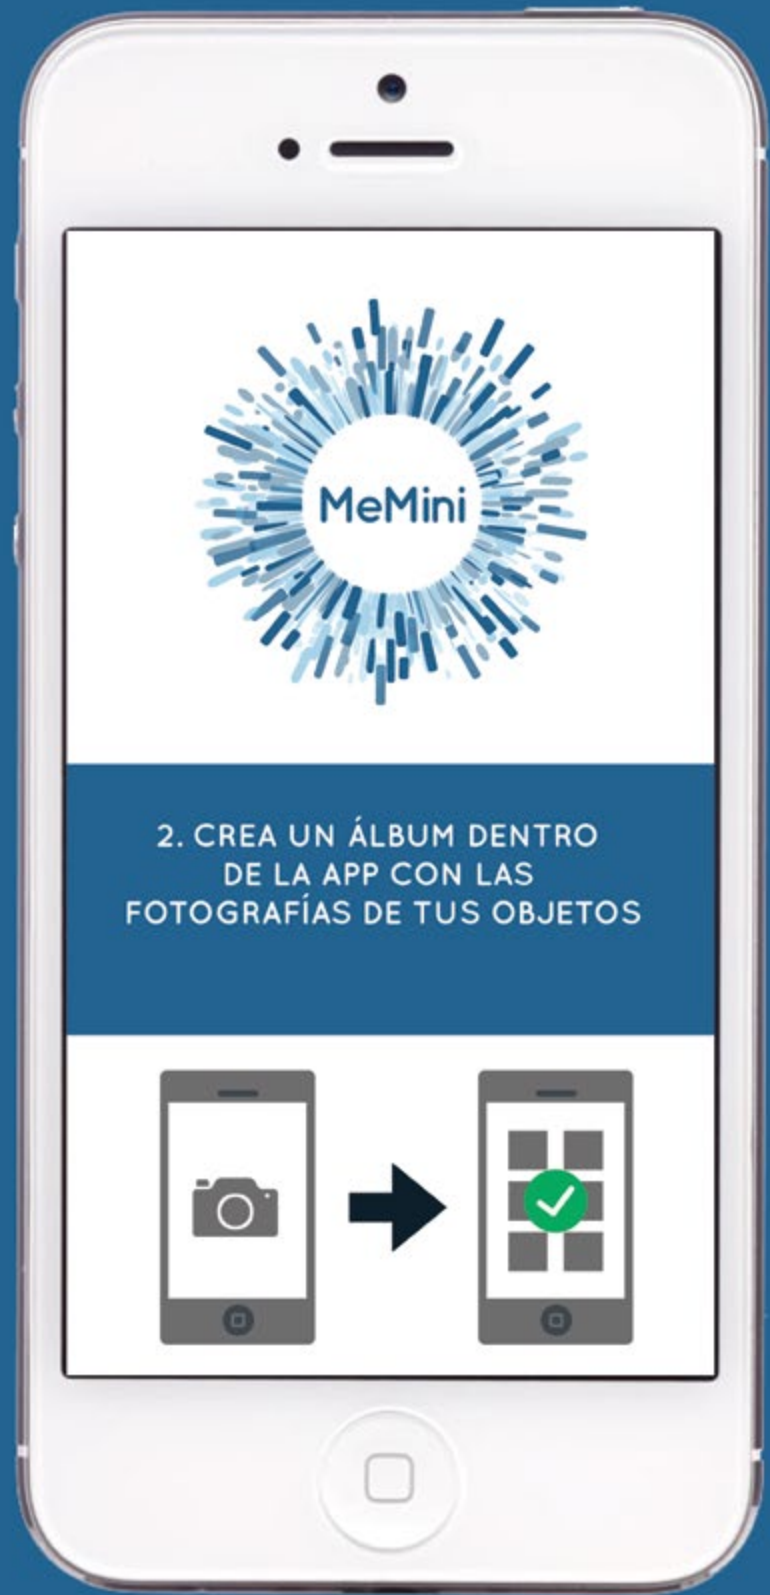 MeMini
2. CREA UN ÁLBUM DENTRO
DE LA APP CON LAS
FOTOGRAFÍAS DE TUS OBJETOS